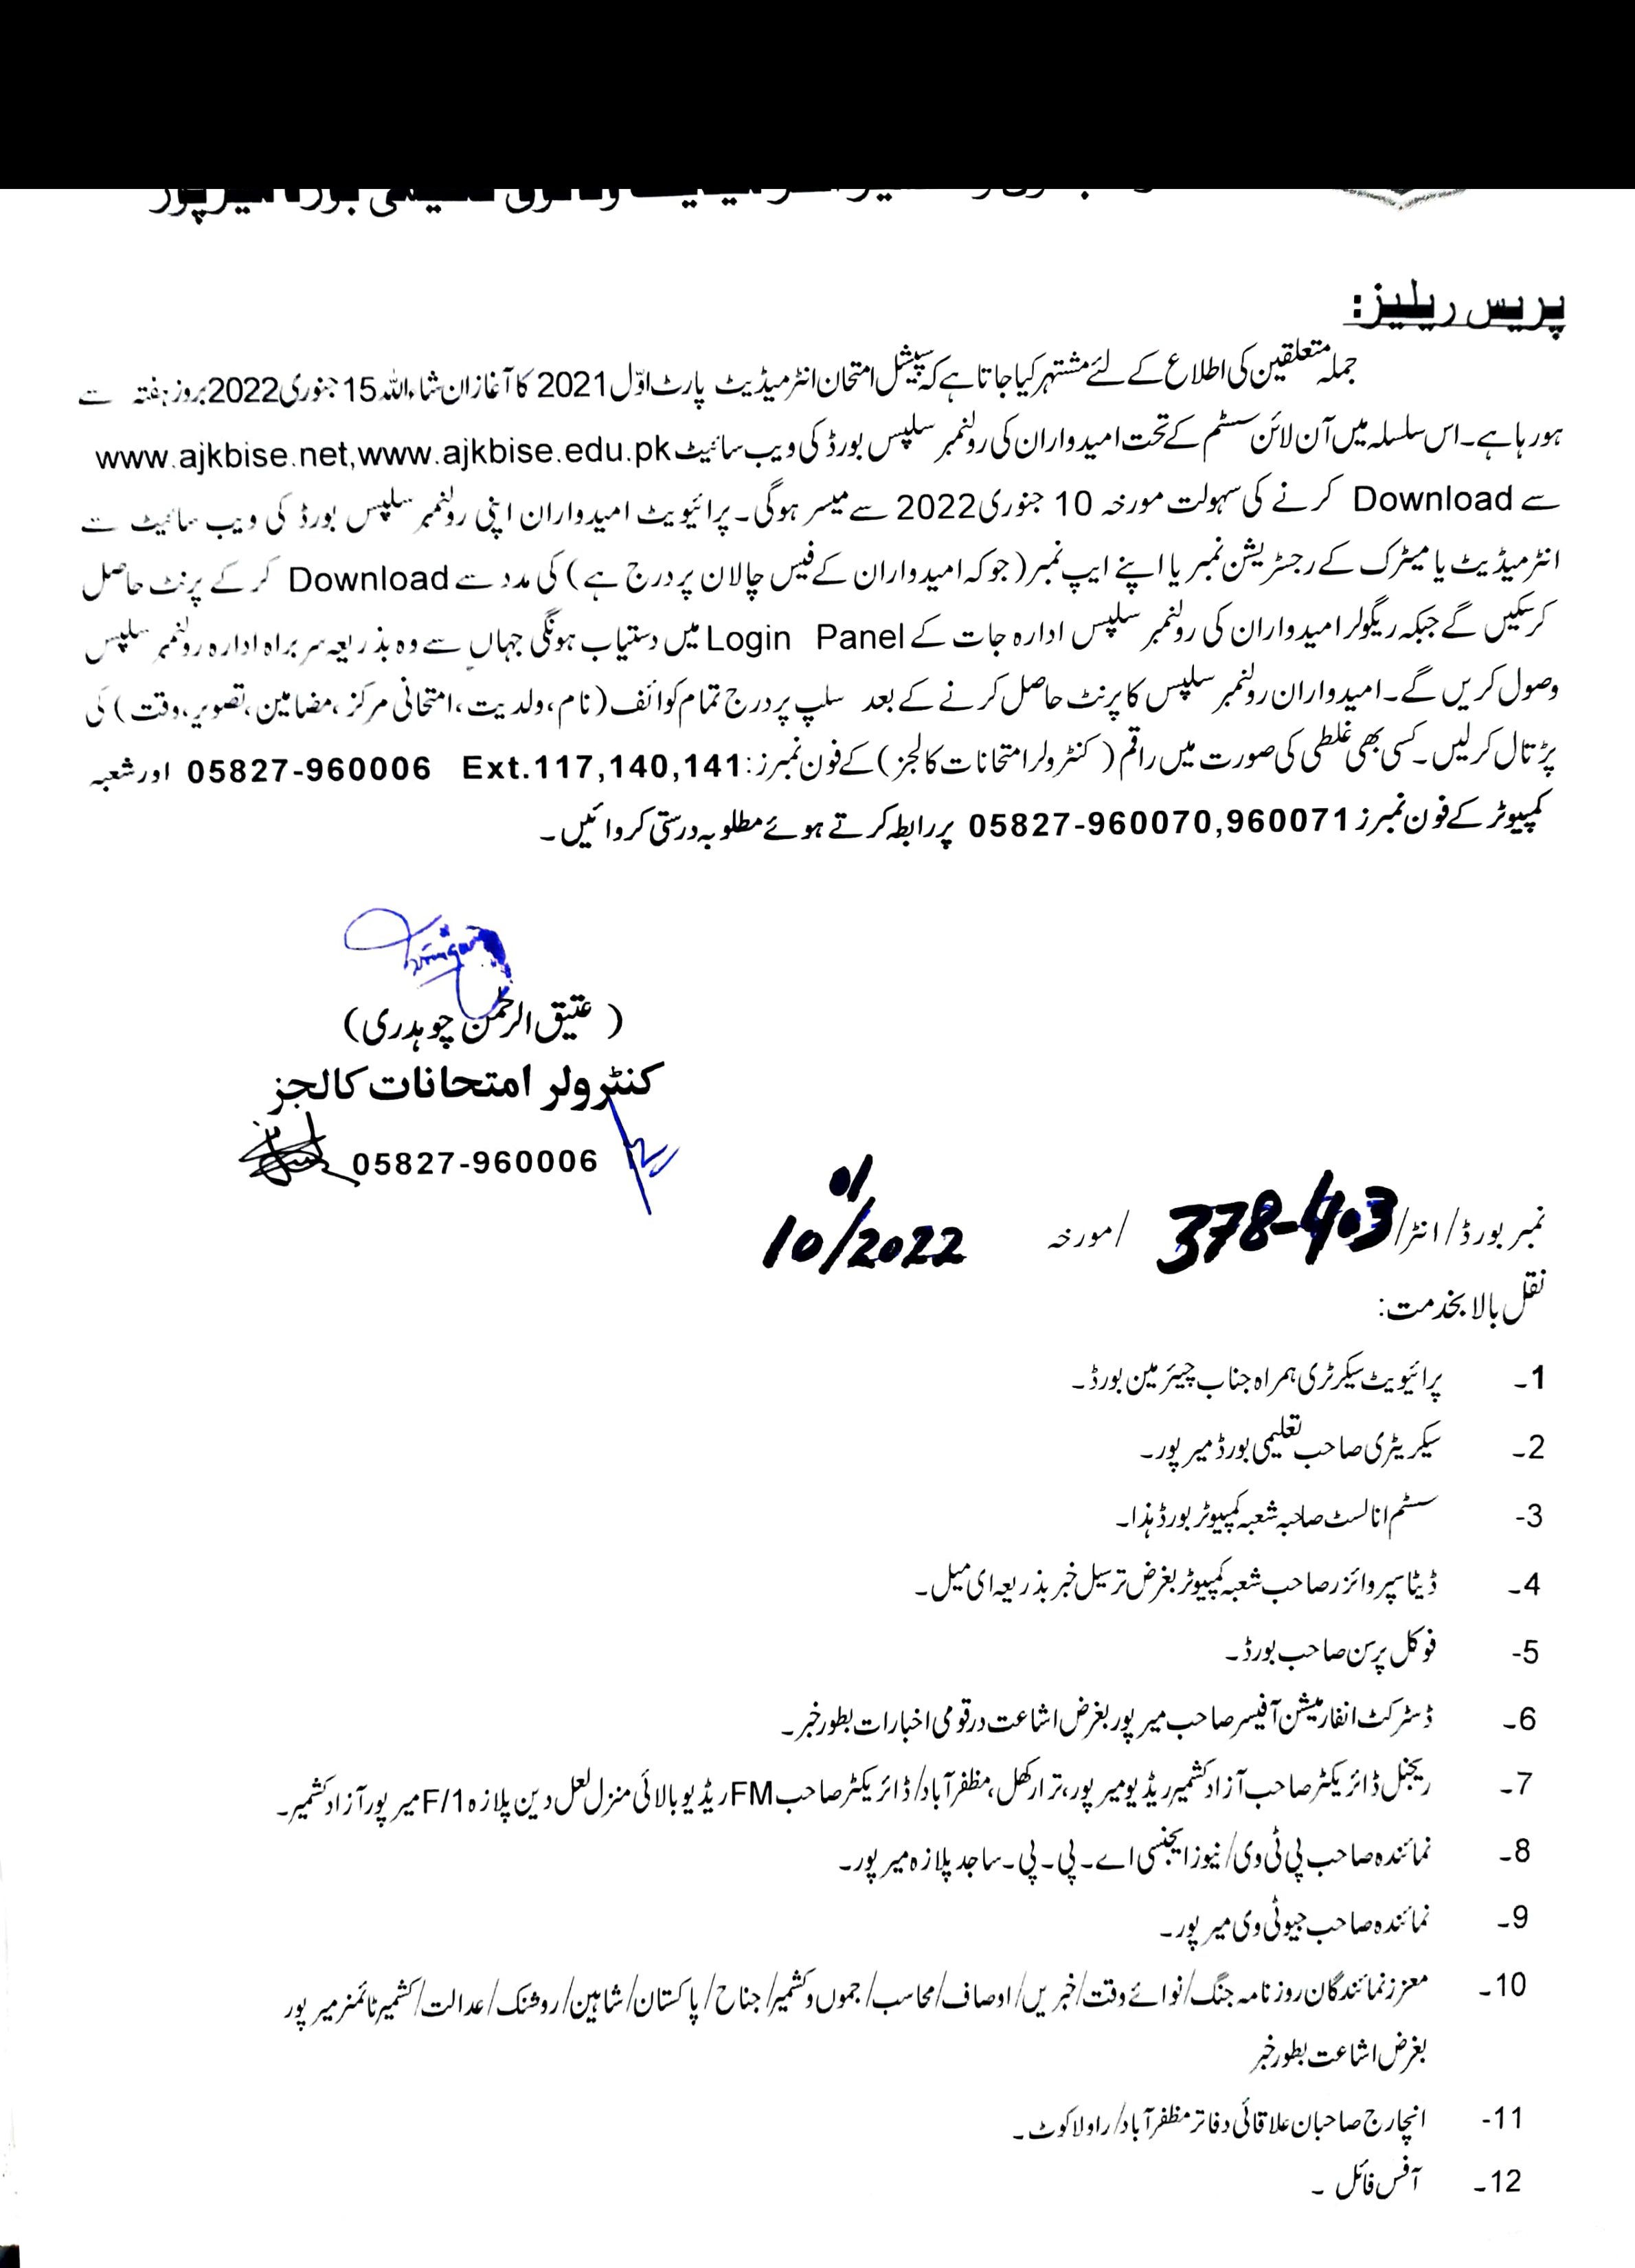 پریس ریلیز:
جملہ متعلقین کی اطلاع کے لئے مشتہر کیا جاتا ہے کہ سپیشل امتحان انٹرمیڈیٹ پارٹ اوّل 2021 کا آغاز ان شاءاللہ 15 جنوری 2022 بروز ہفتہ سے
ہورہا ہے۔ اس سلسلہ میں آن لائن سسٹم کے تحت امیدواران کی رولنمبر سلپس بورڈ کی ویب سائیٹ www.ajkbise.net,www.ajkbise.edu.pk
سے Download کرنے کی سہولت مورخہ 10 جنوری 2022 سے میسر ہوگی۔ پرائیویٹ امیدواران اپنی رولنمبر سلپس بورڈ کی ویب سائیٹ سے
انٹرمیڈیٹ یا میٹرک کے رجسٹریشن نمبر یا اپنے ایپ نمبر (جو کہ امیدواران کے فیس چالان پر درج ہے) کی مدد سے Download کر کے پرنٹ حاصل
کرسکیں گے جبکہ ریگولر امیدواران کی رولنمبر سلپس ادارہ جات کے Login Panel میں دستیاب ہونگی جہاں سے وہ بذریعہ سربراہ ادارہ رولنمبر سلپس
وصول کریں گے۔ امیدواران رولنمبر سلپس کا پرنٹ حاصل کرنے کے بعد سلپ پر درج تمام کوائف (نام، ولدیت، امتحانی مرکز، مضامین، تصویر، وقت) کی
پڑتال کرلیں۔ کسی بھی غلطی کی صورت میں راقم (کنٹرولر امتحانات کالجز) کے فون نمبرز: 05827-960006 Ext.117,140,141 اور شعبہ
کمپیوٹر کے فون نمبرز 05827-960070,960071 پر رابطہ کرتے ہوئے مطلوبہ درستی کروائیں۔
(عتیق الرحمٰن چوہدری)
کنٹرولر امتحانات کالجز
05827-960006
نمبر بورڈ/انٹر/ 378-403 /مورخہ 10/01/2022
نقل بالا بخدمت:
1۔ پرائیویٹ سیکرٹری ہمراہ جناب چیئرمین بورڈ۔
2۔ سیکریٹری صاحب تعلیمی بورڈ میرپور۔
3- سسٹم انالسٹ صاحبہ شعبہ کمپیوٹر بورڈ ہذا۔
4۔ ڈیٹا سپروائزر صاحب شعبہ کمپیوٹر بغرض ترسیل خبر بذریعہ ای میل۔
5- فوکل پرسن صاحب بورڈ۔
6۔ ڈسٹرکٹ انفارمیشن آفیسر صاحب میرپور بغرض اشاعت در قومی اخبارات بطور خبر۔
7۔ ریجنل ڈائریکٹر صاحب آزاد کشمیر ریڈیو میرپور، تراڑکھل، مظفرآباد/ڈائریکٹر صاحب FM ریڈیو بالائی منزل لعل دین پلازہ F/1 میرپور آزاد کشمیر۔
8۔ نمائندہ صاحب پی ٹی وی/نیوز ایجنسی اے۔پی۔پی۔ساجد پلازہ میرپور۔
9۔ نمائندہ صاحب جیو ٹی وی میرپور۔
10۔ معزز نمائندگان روزنامہ جنگ/نوائے وقت/خبریں/اوصاف/محاسب/جموں وکشمیر/جناح/پاکستان/شاہین/روشنک/عدالت/کشمیر ٹائمنر میرپور
بغرض اشاعت بطور خبر
11- انچارج صاحبان علاقائی دفاتر مظفرآباد/راولاکوٹ۔
12۔ آفس فائل ۔